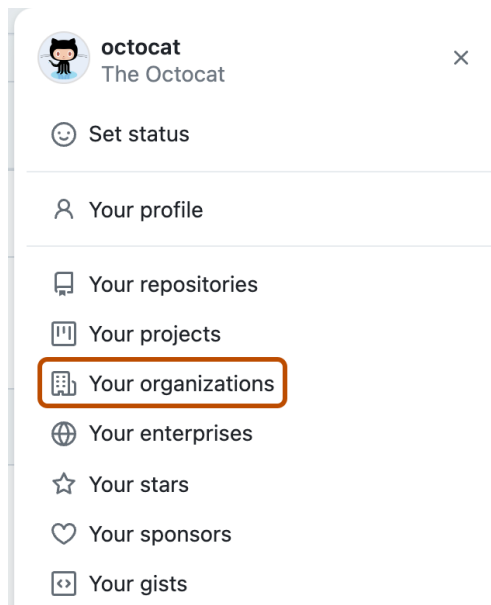 octocat
The Octocat
Set status
Your profile
Your repositories
Your projects
Your organizations
Your enterprises
Your stars
Your sponsors
Your gists